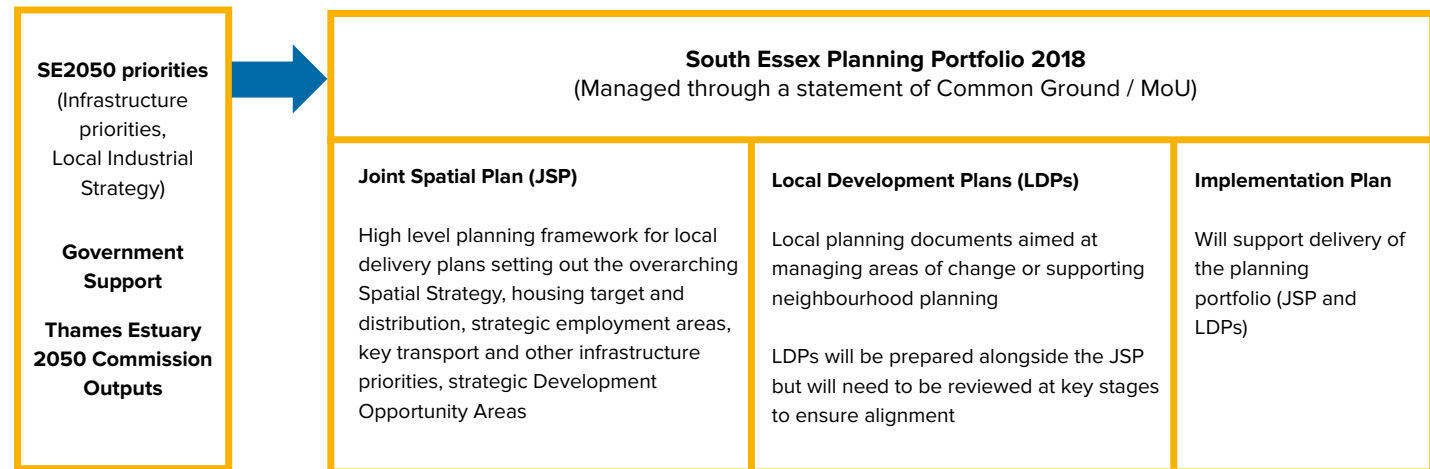 SE2050 priorities
(Infrastructure
priorities,
Local Industrial
Strategy)
Government
Support
Thames Estuary
2050 Commission
Outputs
South Essex Planning Portfolio 2018
(Managed through a statement of Common Ground / MoU)
Joint Spatial Plan (JSP)
High level planning framework for local
delivery plans setting out the overarching
Spatial Strategy, housing target and
distribution, strategic employment areas,
key transport and other infrastructure
priorities, strategic Development
Opportunity Areas
Local Development Plans (LDPs)
Local planning documents aimed at
managing areas of change or supporting
neighbourhood planning
LDPs will be prepared alongside the JSP
but will need to be reviewed at key stages
to ensure alignment
Implementation Plan
Will support delivery of
the planning
portfolio (JSP and
LDPs)